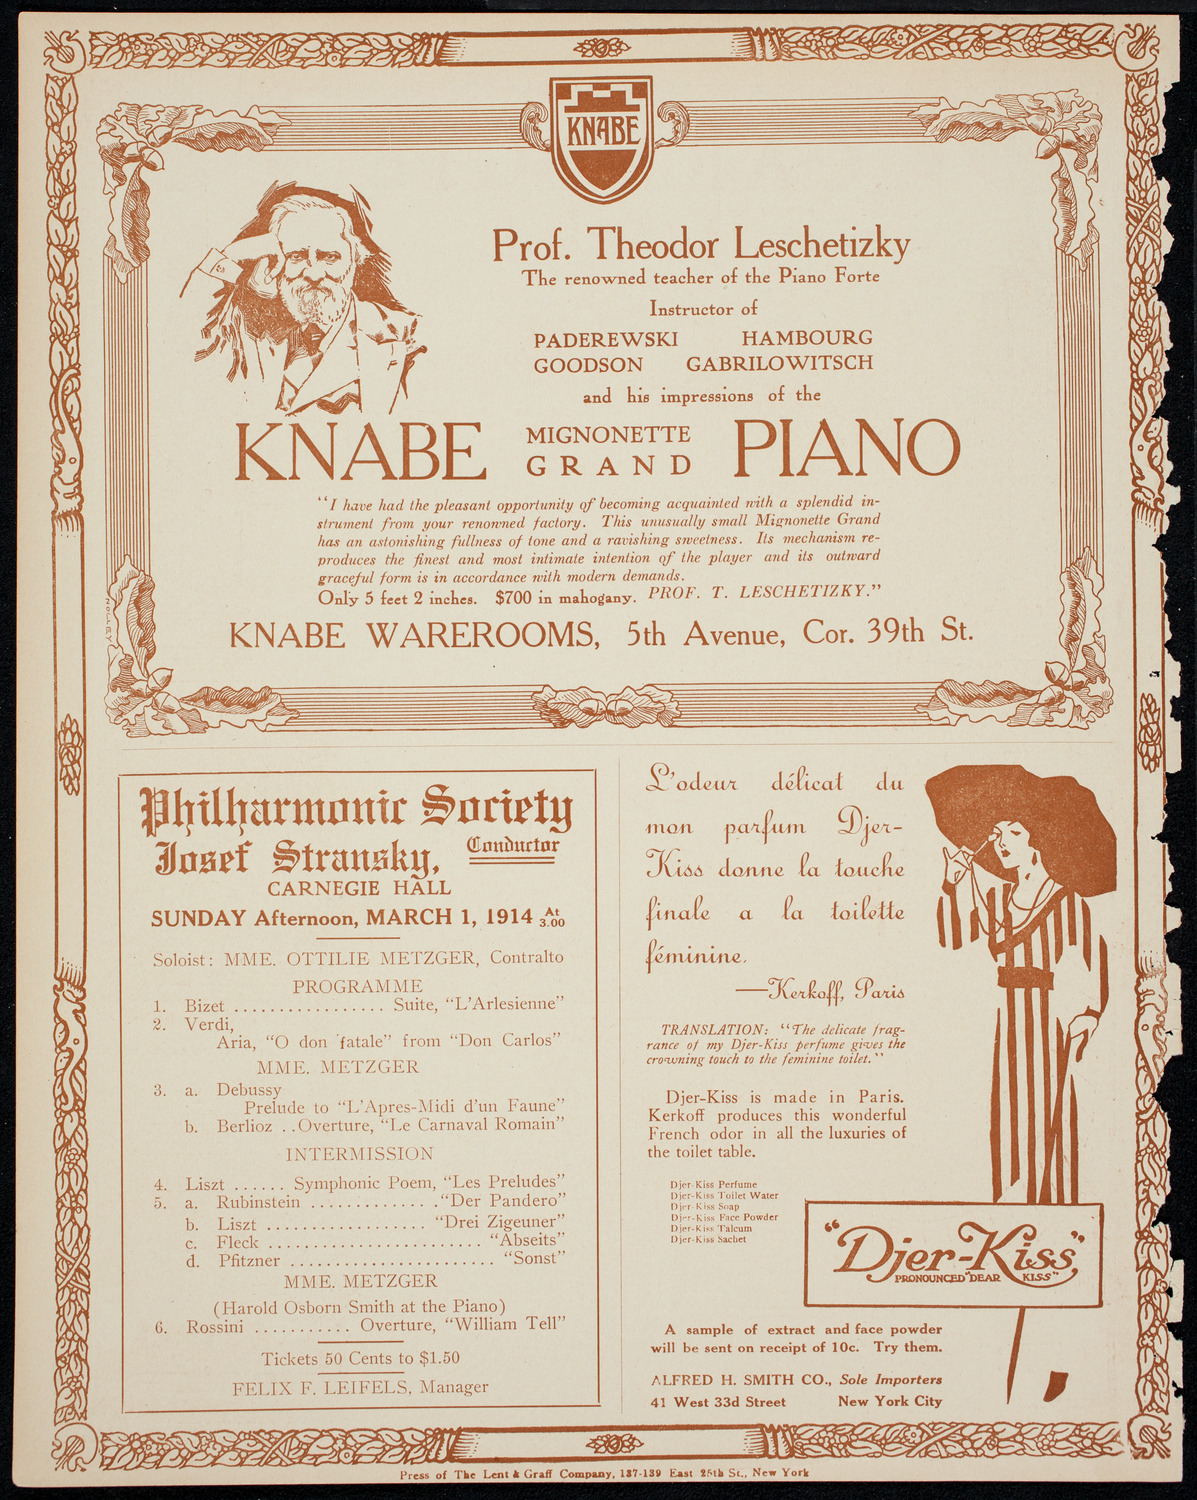 KNABE
Prof. Theodor Leschetizky
The renowned teacher of the Piano Forte
Instructor of
PADEREWSKI HAMBOURG
GOODSON GABRILOWITSCH
and his impressions of the
KNABE MIGNONETTE GRAND PIANO
“I have had the pleasant opportunity of becoming acquainted with a splendid in-
strument from your renowned factory. This unusually small Mignonette Grand
has an astonishing fullness of tone and a ravishing sweetness. Its mechanism re-
produces the finest and most intimate intention of the player and its outward
graceful form is in accordance with modern demands.
Only 5 feet 2 inches. $700 in mahogany. PROF. T. LESCHETIZKY.”
NOLLEY
KNABE WAREROOMS, 5th Avenue, Cor. 39th St.
Philharmonic Society
Josef Stransky, Conductor
CARNEGIE HALL
SUNDAY Afternoon, MARCH 1, 1914 At 3.00
Soloist: MME. OTTILIE METZGER, Contralto
PROGRAMME
1. Bizet ................. Suite, “L'Arlesienne”
2. Verdi,
Aria, “O don fatale” from “Don Carlos”
MME. METZGER
3. a. Debussy
Prelude to “L'Apres-Midi d'un Faune”
b. Berlioz . .Overture, “Le Carnaval Romain”
INTERMISSION
4. Liszt ...... Symphonic Poem, “Les Preludes”
5. a. Rubinstein .............. “Der Pandero”
b. Liszt .................. “Drei Zigeuner”
c. Fleck ........................ “Abseits”
d. Pfitzner ....................... “Sonst”
MME. METZGER
(Harold Osborn Smith at the Piano)
6. Rossini ........... Overture, “William Tell”
Tickets 50 Cents to $1.50
FELIX F. LEIFELS, Manager
L'odeur délicat du
mon parfum Djer-
Kiss donne la touche
finale a la toilette
féminine.
—Kerkoff, Paris
TRANSLATION: “The delicate frag-
rance of my Djer-Kiss perfume gives the
crowning touch to the feminine toilet.”
Djer-Kiss is made in Paris.
Kerkoff produces this wonderful
French odor in all the luxuries of
the toilet table.
Djer-Kiss Perfume
Djer-Kiss Toilet Water
Djer-Kiss Soap
Djer-Kiss Face Powder
Djer-Kiss Talcum
Djer-Kiss Sachet
“Djer-Kiss”
PRONOUNCED “DEAR KISS”
A sample of extract and face powder
will be sent on receipt of 10c. Try them.
ALFRED H. SMITH CO., Sole Importers
41 West 33d Street New York City
Press of The Lent & Graff Company, 137-139 East 25th St., New York